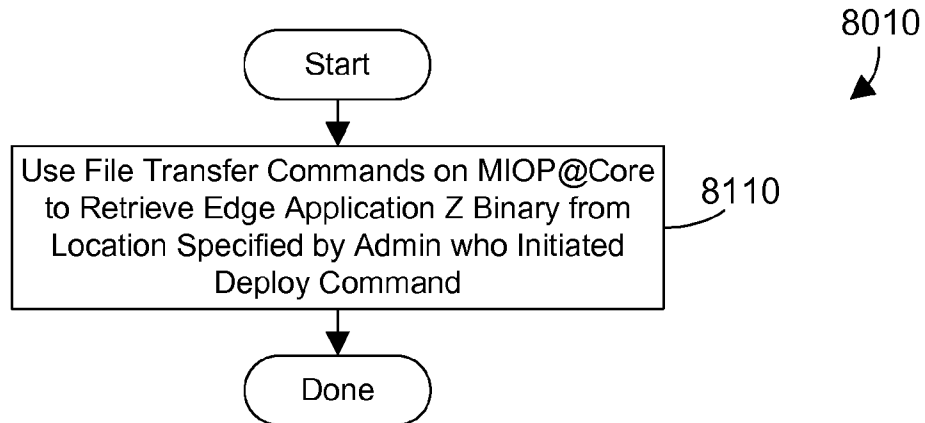 8010
Start
Use File Transfer Commands on MIOP@Core
to Retrieve Edge Application Z Binary from
Location Specified by Admin who Initiated
Deploy Command
8110
Done